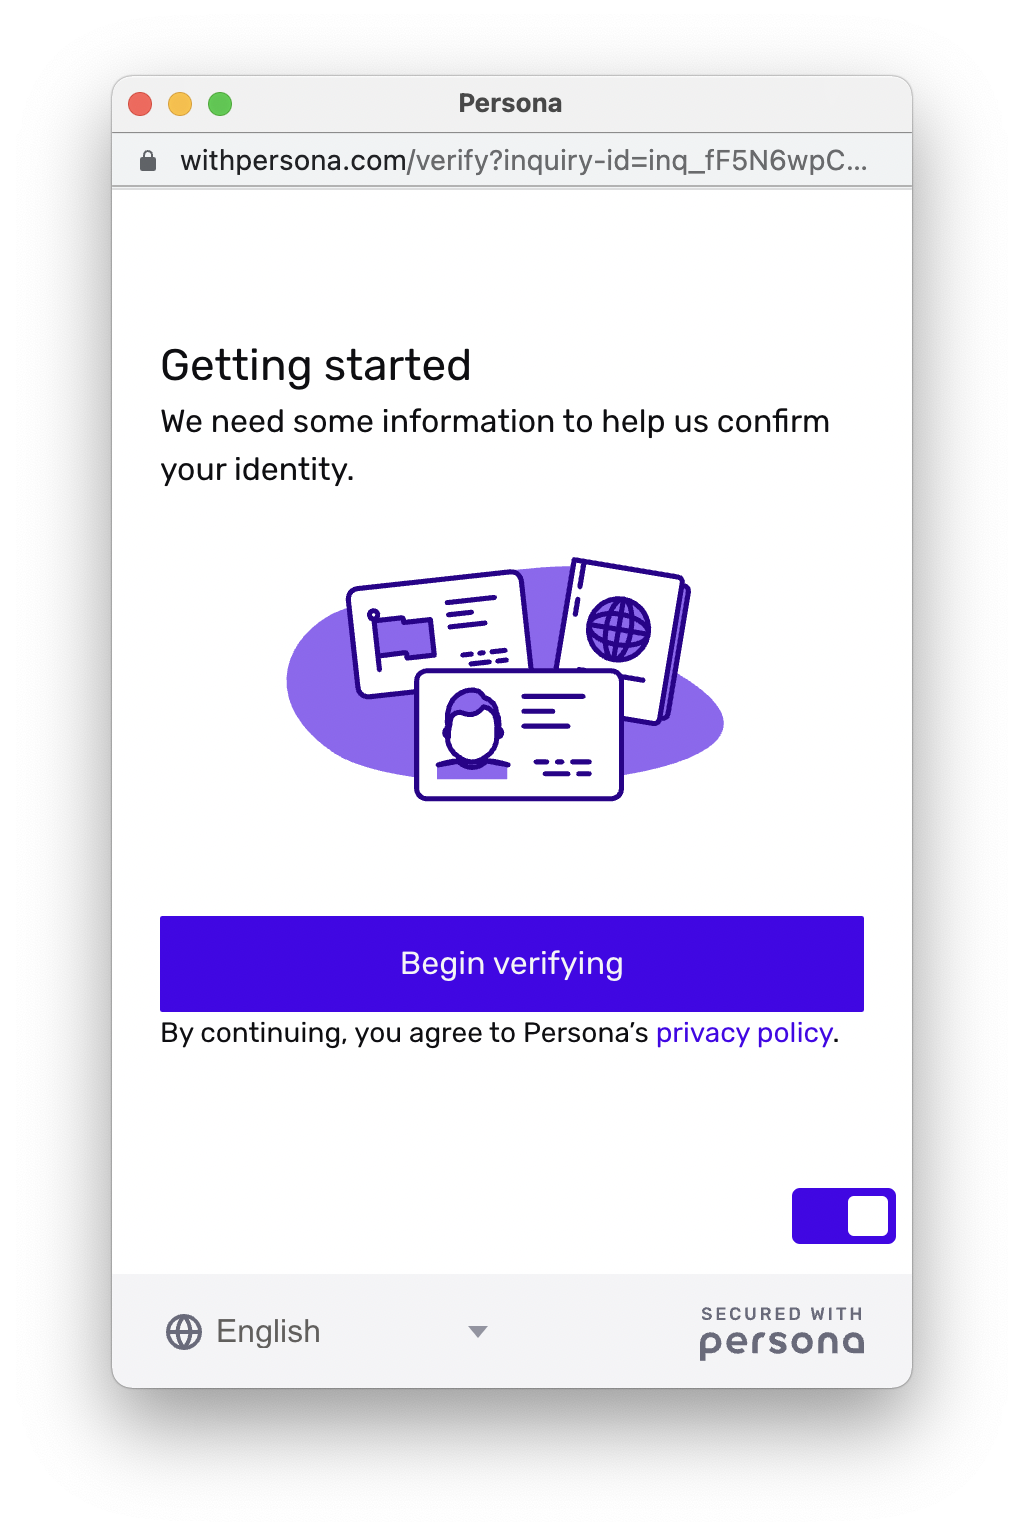 Persona
withpersona.com/verify?inquiry-id=inq_fF5N6wpC...
Getting started
We need some information to help us confirm
your identity.
Begin verifying
By continuing, you agree to Persona’s privacy policy.
English
SECURED WITH
persona